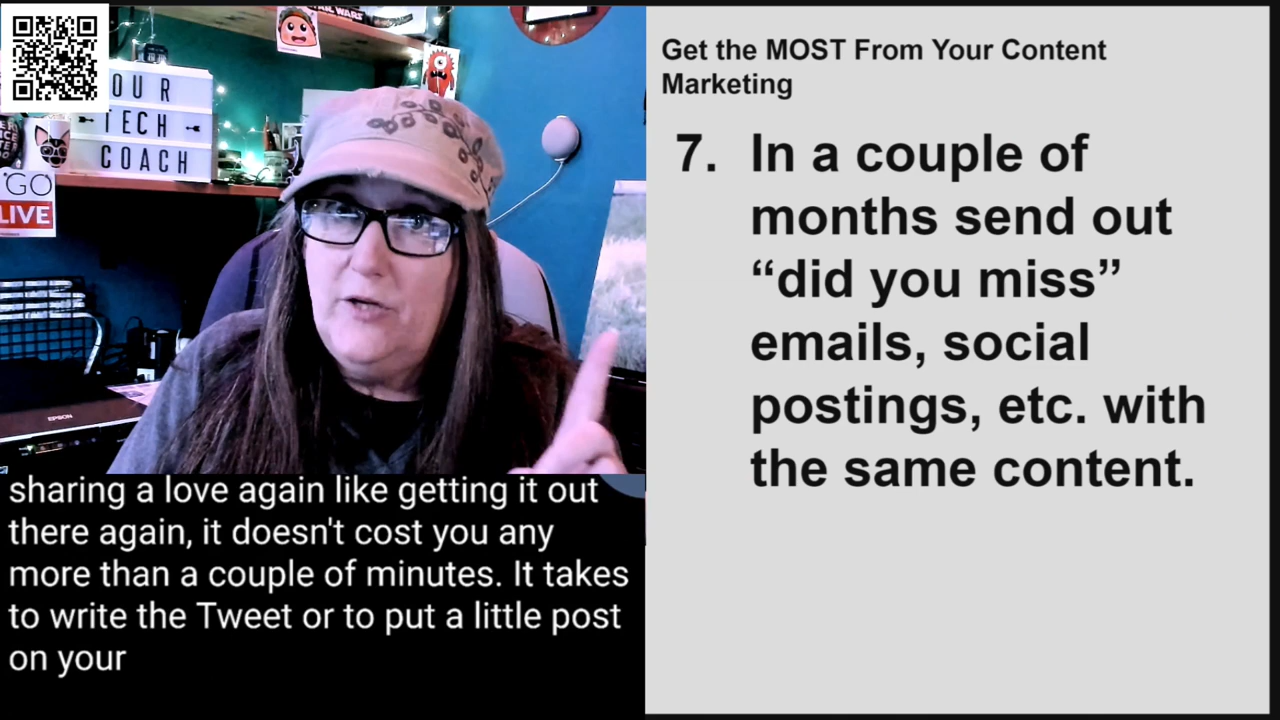 STAR WARS
OUR
TECH
COACH
GO
LIVE
EPSON
sharing a love again like getting it out
there again, it doesn't cost you any
more than a couple of minutes. It takes
to write the Tweet or to put a little post
on your
Get the MOST From Your Content
Marketing
7. In a couple of
months send out
“did you miss”
emails, social
postings, etc. with
the same content.